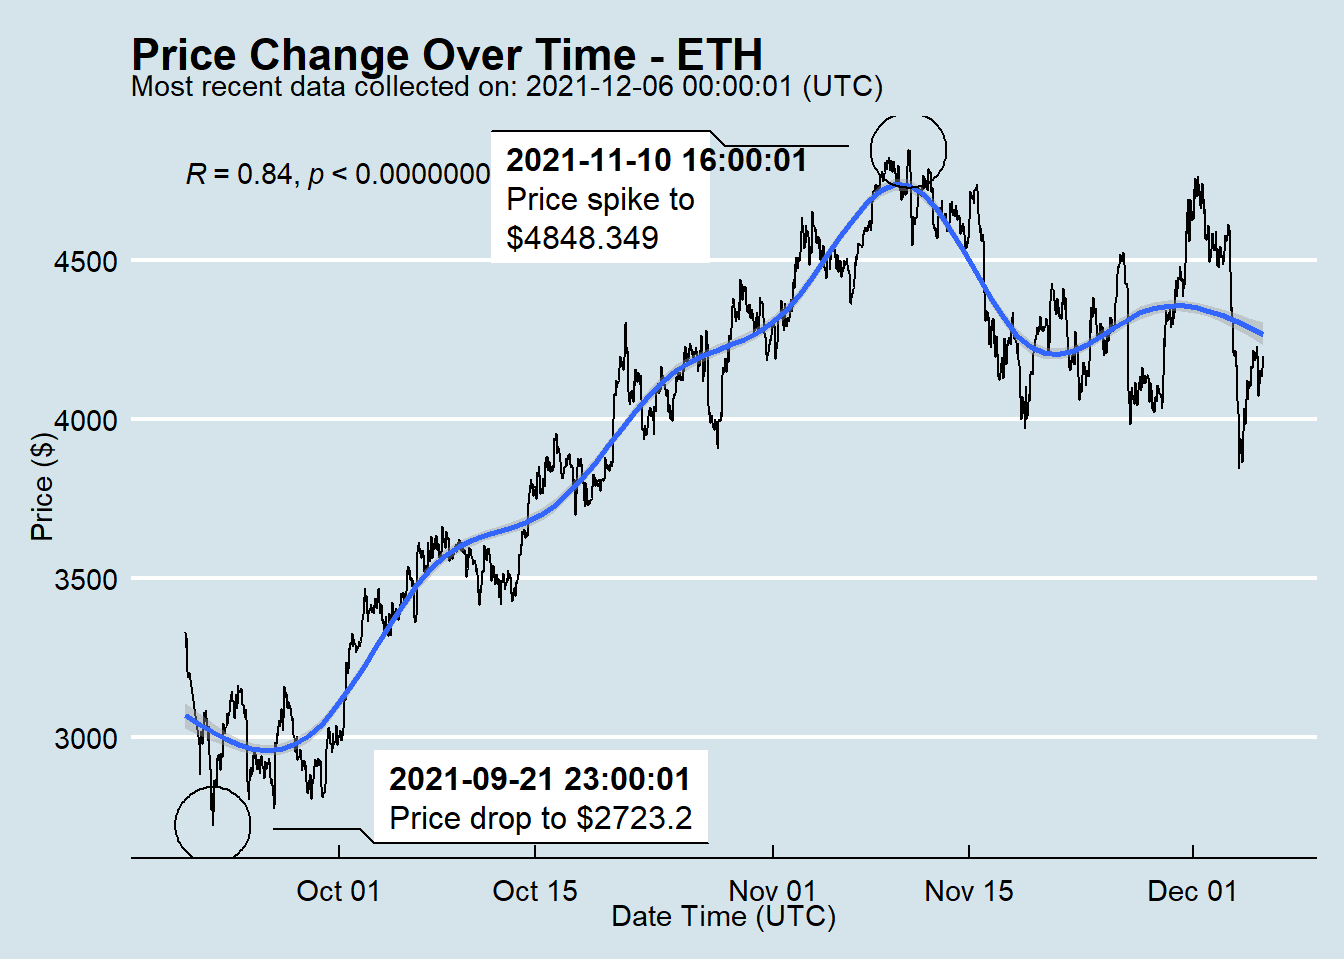 Price Change Over Time - ETH
Most recent data collected on: 2021-12-06 00:00:01 (UTC)
R = 0.84, p < 0.0000000
2021-11-10 16:00:01
Price spike to
$4848.349
4500
4000
3500
3000
Price ($)
2021-09-21 23:00:01
Price drop to $2723.2
Oct 01 Oct 15 Nov 01 Nov 15 Dec 01
Date Time (UTC)